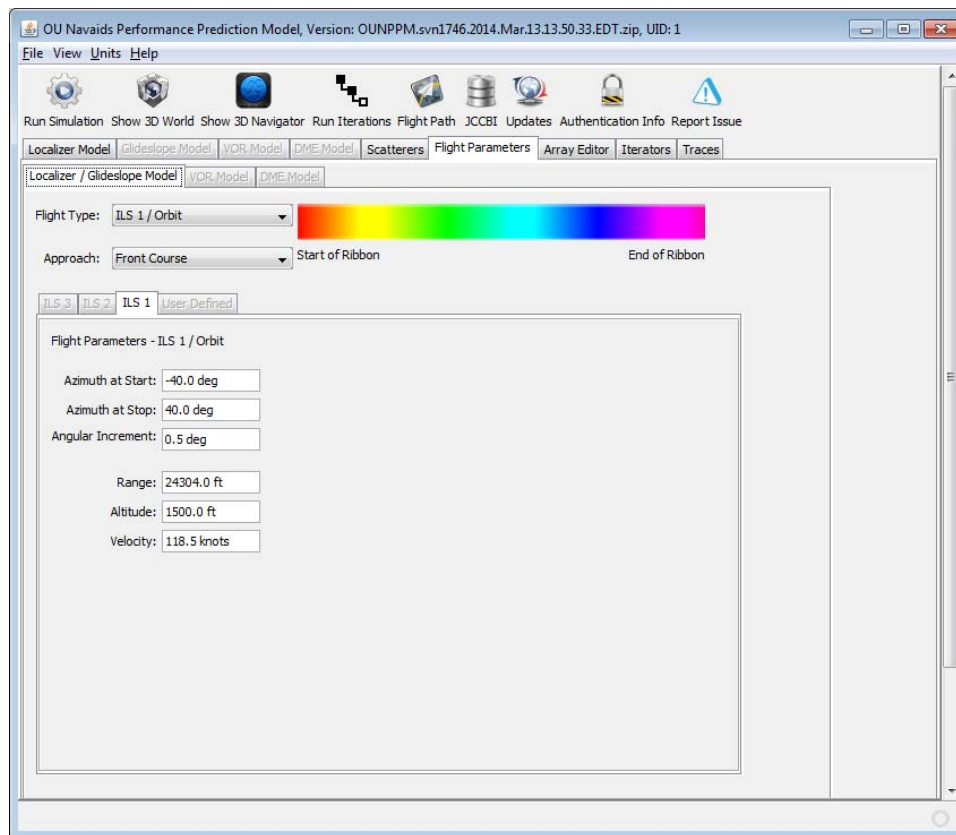 OU Navaids Performance Prediction Model, Version: OUNPPM.svn1746.2014.Mar.13.13.50.33.EDT.zip, UID: 1
File View Units Help
Run Simulation Show 3D World Show 3D Navigator Run Iterations Flight Path JCCBI Updates Authentication Info Report Issue
Localizer Model Glideslope Model VOR Model DME Model Scatterers Flight Parameters Array Editor Iterators Traces
Localizer / Glideslope Model VOR Model DME Model
Flight Type: ILS 1 / Orbit
Approach: Front Course Start of Ribbon End of Ribbon
ILS 3 ILS 2 ILS 1 User Defined
Flight Parameters - ILS 1 / Orbit
Azimuth at Start: -40.0 deg
Azimuth at Stop: 40.0 deg
Angular Increment: 0.5 deg
Range: 24304.0 ft
Altitude: 1500.0 ft
Velocity: 118.5 knots